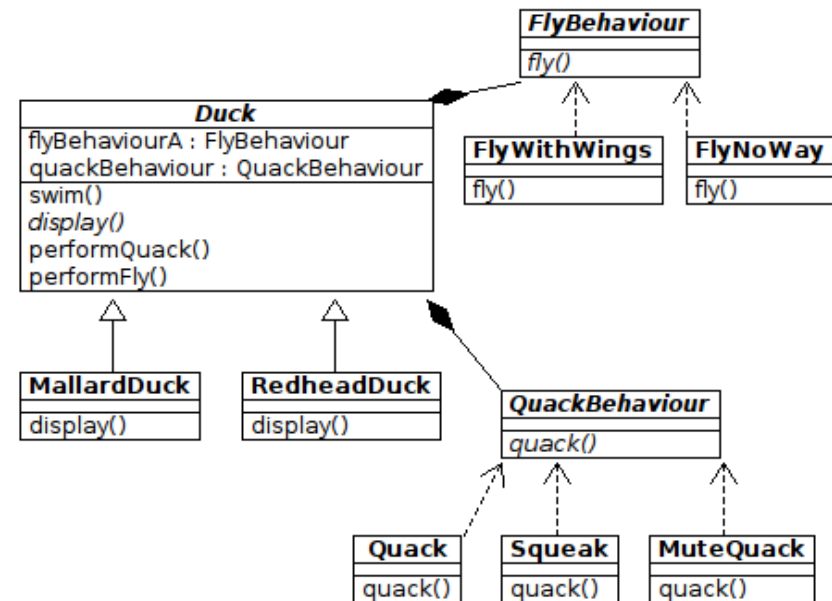 FlyBehaviour
fly()
Duck
flyBehaviourA : FlyBehaviour
quackBehaviour : QuackBehaviour
swim()
display()
performQuack()
performFly()
FlyWithWings
fly()
FlyNoWay
fly()
MallardDuck
display()
RedheadDuck
display()
QuackBehaviour
quack()
Quack
quack()
Squeak
quack()
MuteQuack
quack()